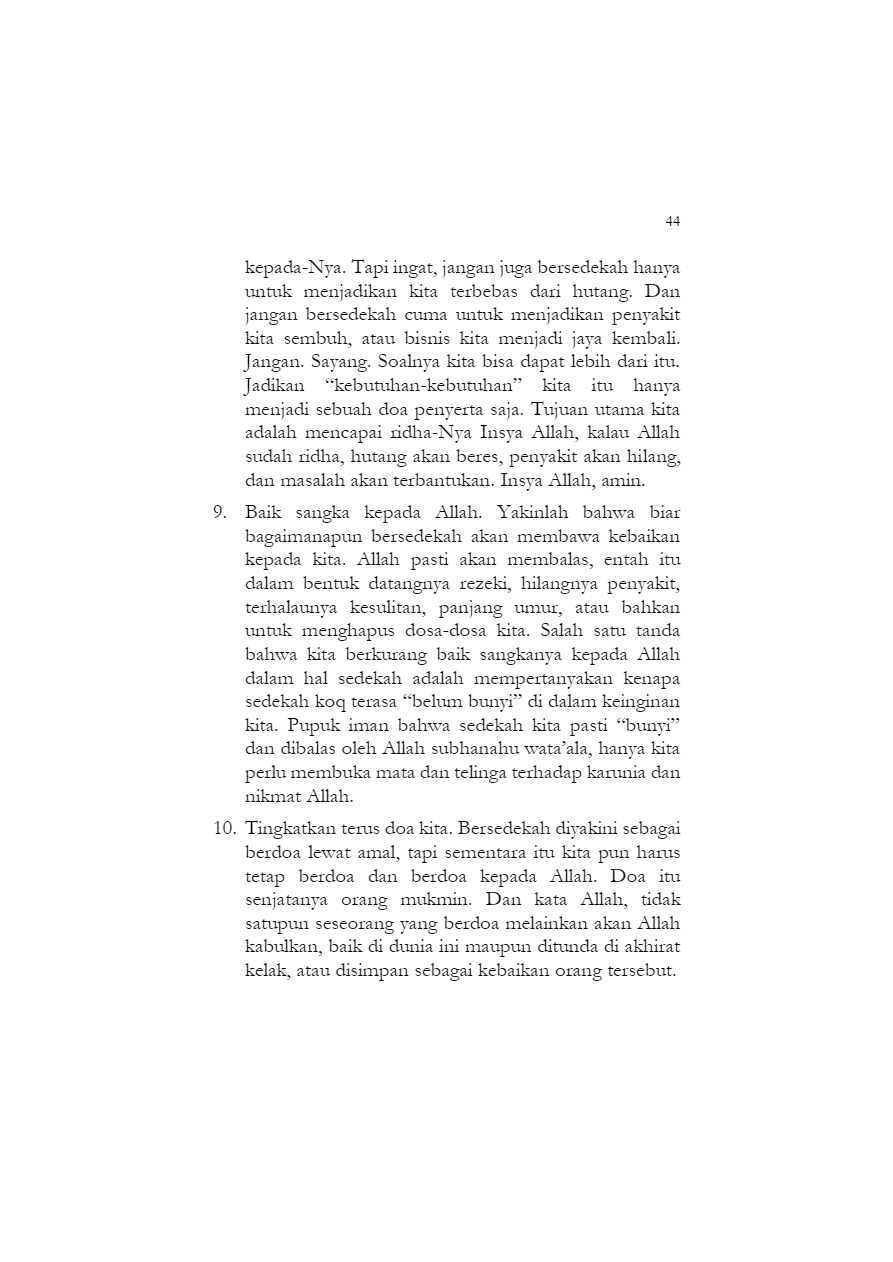 44
kepada-Nya. Tapi ingat, jangan juga bersedekah hanya
untuk menjadikan kita terbebas dari hutang. Dan
jangan bersedekah cuma untuk menjadikan penyakit
kita sembuh, atau bisnis kita menjadi jaya kembali.
Jangan. Sayang. Soalnya kita bisa dapat lebih dari itu.
Jadikan “kebutuhan-kebutuhan” kita itu hanya
menjadi sebuah doa penyerta saja. Tujuan utama kita
adalah mencapai ridha-Nya Insya Allah, kalau Allah
sudah ridha, hutang akan beres, penyakit akan hilang,
dan masalah akan terbantukan. Insya Allah, amin.
9. Baik sangka kepada Allah. Yakinlah bahwa biar
bagaimanapun bersedekah akan membawa kebaikan
kepada kita. Allah pasti akan membalas, entah itu
dalam bentuk datangnya rezeki, hilangnya penyakit,
terhalaunya kesulitan, panjang umur, atau bahkan
untuk menghapus dosa-dosa kita. Salah satu tanda
bahwa kita berkurang baik sangkanya kepada Allah
dalam hal sedekah adalah mempertanyakan kenapa
sedekah koq terasa “belum bunyi” di dalam keinginan
kita. Pupuk iman bahwa sedekah kita pasti “bunyi”
dan dibalas oleh Allah subhanahu wata’ala, hanya kita
perlu membuka mata dan telinga terhadap karunia dan
nikmat Allah.
10. Tingkatkan terus doa kita. Bersedekah diyakini sebagai
berdoa lewat amal, tapi sementara itu kita pun harus
tetap berdoa dan berdoa kepada Allah. Doa itu
senjatanya orang mukmin. Dan kata Allah, tidak
satupun seseorang yang berdoa melainkan akan Allah
kabulkan, baik di dunia ini maupun ditunda di akhirat
kelak, atau disimpan sebagai kebaikan orang tersebut.